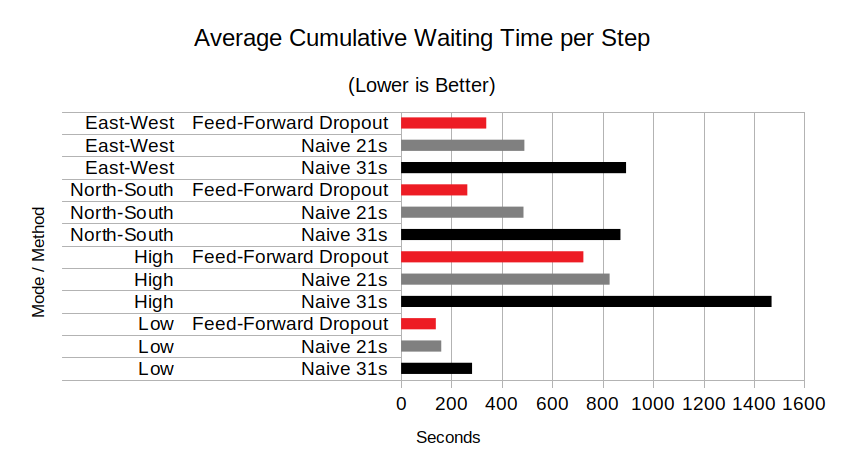 Average Cumulative Waiting Time per Step
(Lower is Better)
Mode / Method
East-West Feed-Forward Dropout
East-West Naive 21s
East-West Naive 31s
North-South Feed-Forward Dropout
North-South Naive 21s
North-South Naive 31s
High Feed-Forward Dropout
High Naive 21s
High Naive 31s
Low Feed-Forward Dropout
Low Naive 21s
Low Naive 31s
0 200 400 600 800 1000 1200 1400 1600
Seconds